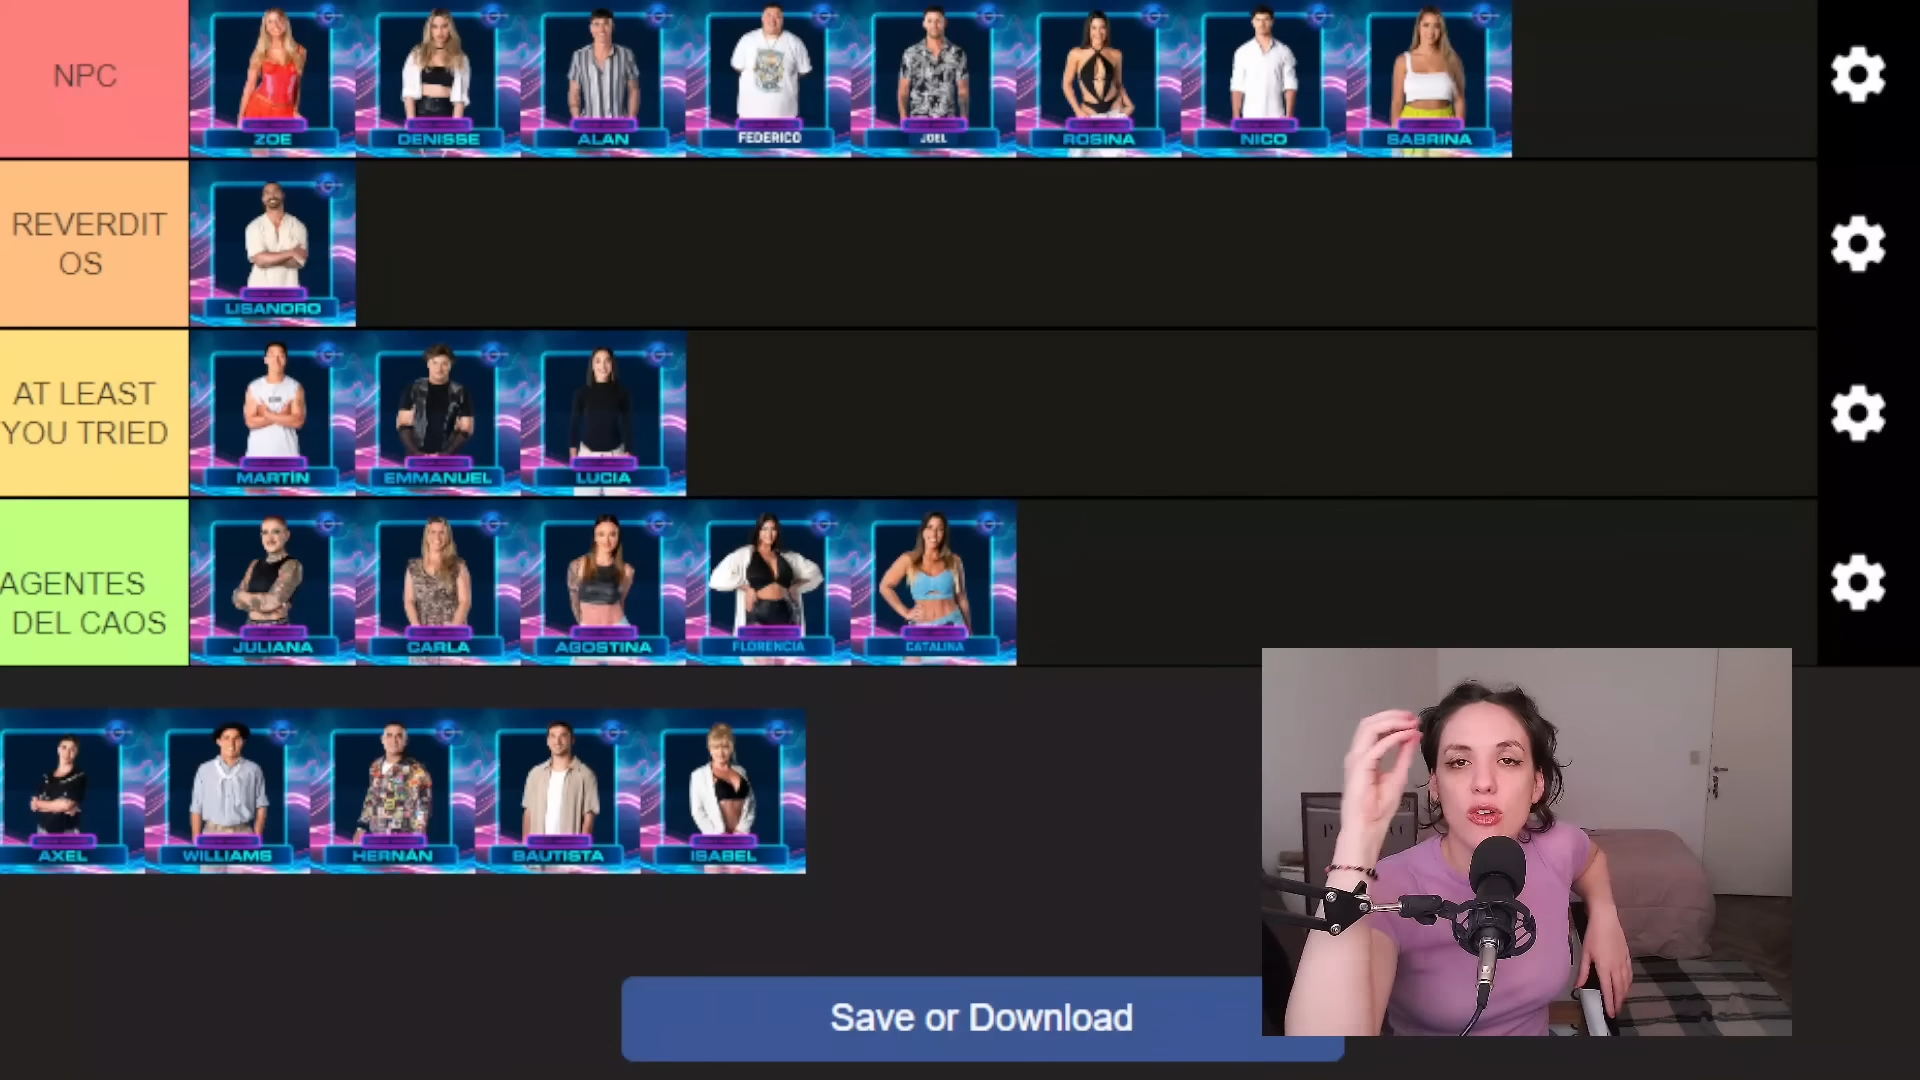 NPC
ZOE
DENISSE
ALAN
FEDERICO
JOEL
ROSINA
NICO
SABRINA
REVERDIT
OS
LISANDRO
AT LEAST
YOU TRIED
MARTÍN
EMMANUEL
LUCIA
AGENTES
DEL CAOS
JULIANA
CARLA
AGOSTINA
FLORENCIA
CATALINA
AXEL
WILLIAMS
HERNÁN
BAUTISTA
ISABEL
Save or Download